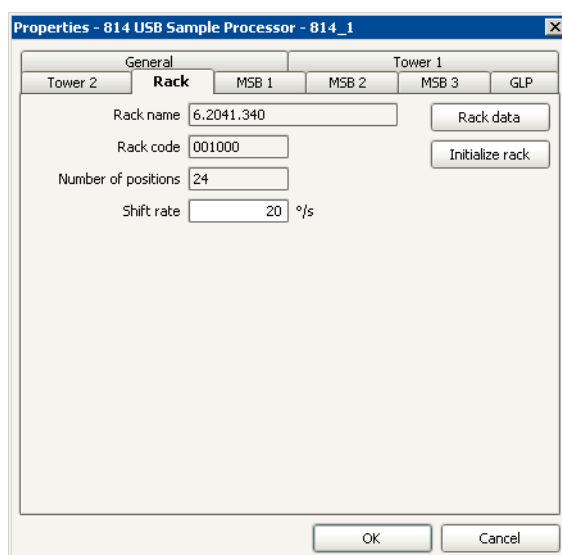 Properties - 814 USB Sample Processor - 814_1
General Tower 1
Tower 2 Rack MSB 1 MSB 2 MSB 3 GLP
Rack name 6.2041.340 Rack data
Rack code 001000 Initialize rack
Number of positions 24
Shift rate 20 °/s
OK Cancel